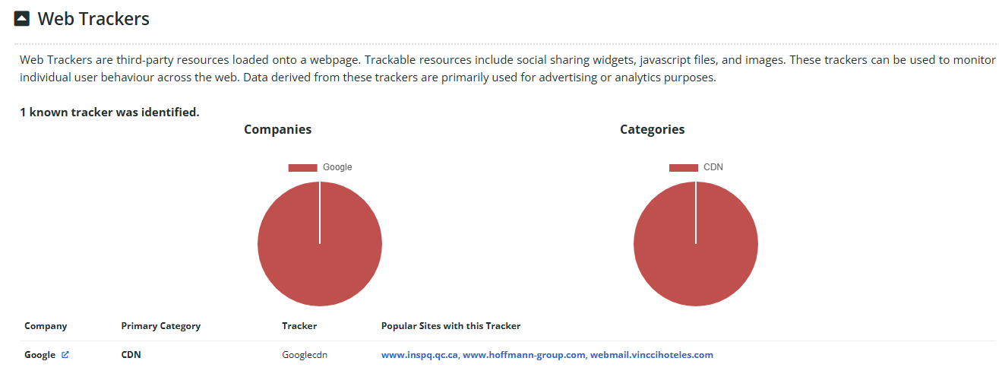 Web Trackers
Web Trackers are third-party resources loaded onto a webpage. Trackable resources include social sharing widgets, javascript files, and images. These trackers can be used to monitor
individual user behaviour across the web. Data derived from these trackers are primarily used for advertising or analytics purposes.
1 known tracker was identified.
Companies
Categories
Google
CDN
Company Primary Category Tracker Popular Sites with this Tracker
Google CDN Googlecdn www.inspq.qc.ca, www.hoffmann-group.com, webmail.vinccihoteles.com